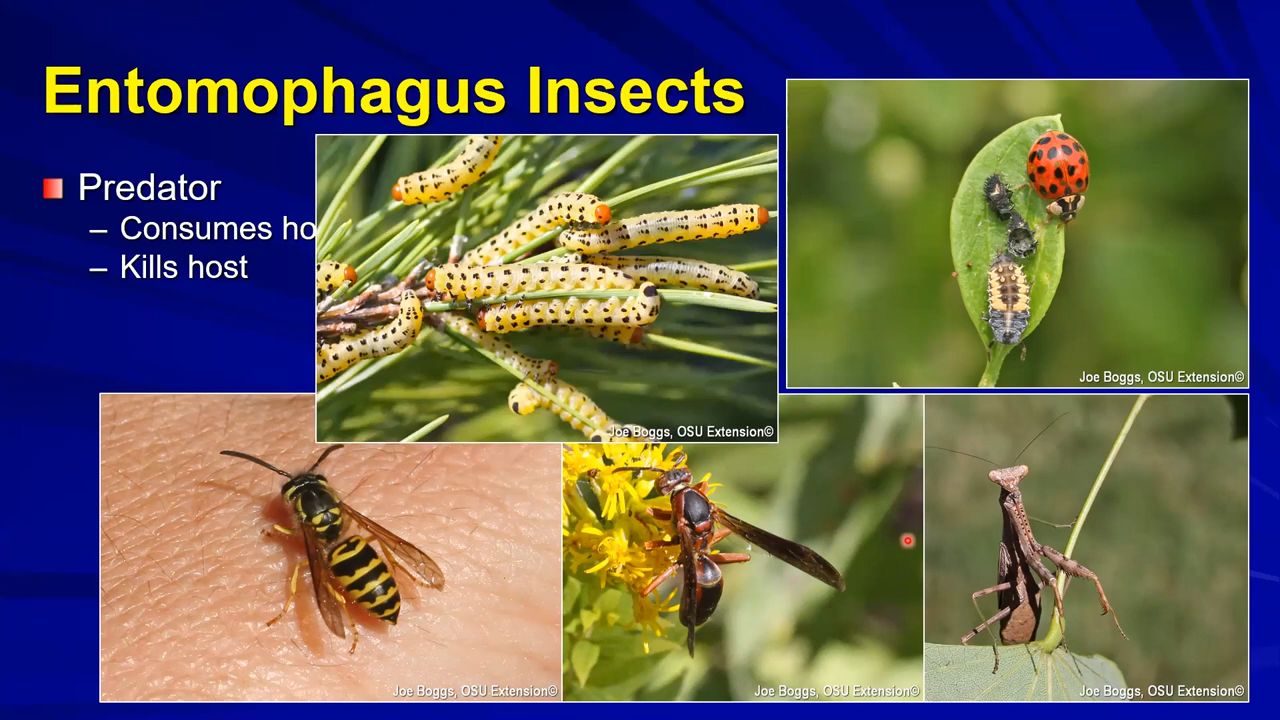 Entomophagus Insects
Predator
– Consumes ho
– Kills host
Joe Boggs, OSU Extension©
Joe Boggs, OSU Extension©
Joe Boggs, OSU Extension©
Joe Boggs, OSU Extension©
Joe Boggs, OSU Extension©